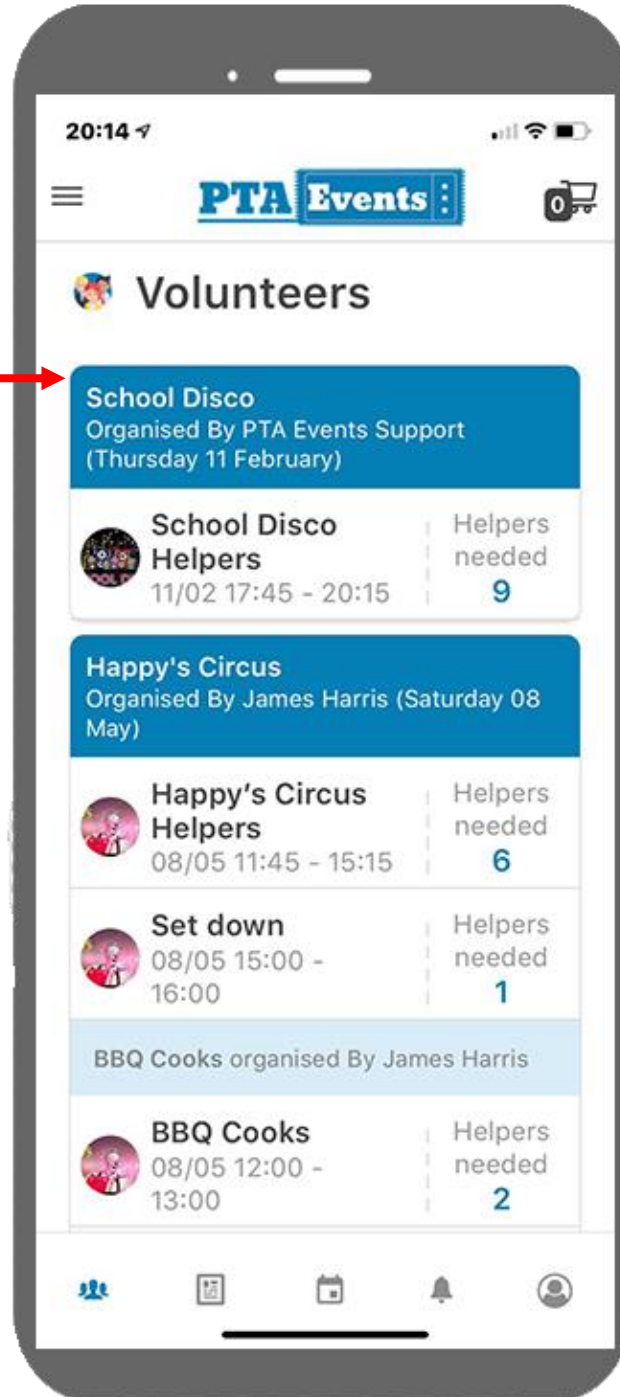 20:14
PTA Events
0
Volunteers
School Disco
Organised By PTA Events Support
(Thursday 11 February)
School Disco
Helpers
11/02 17:45 - 20:15
Helpers
needed
9
Happy's Circus
Organised By James Harris (Saturday 08
May)
Happy's Circus
Helpers
08/05 11:45 - 15:15
Helpers
needed
6
Set down
08/05 15:00 -
16:00
Helpers
needed
1
BBQ Cooks organised By James Harris
BBQ Cooks
08/05 12:00 -
13:00
Helpers
needed
2